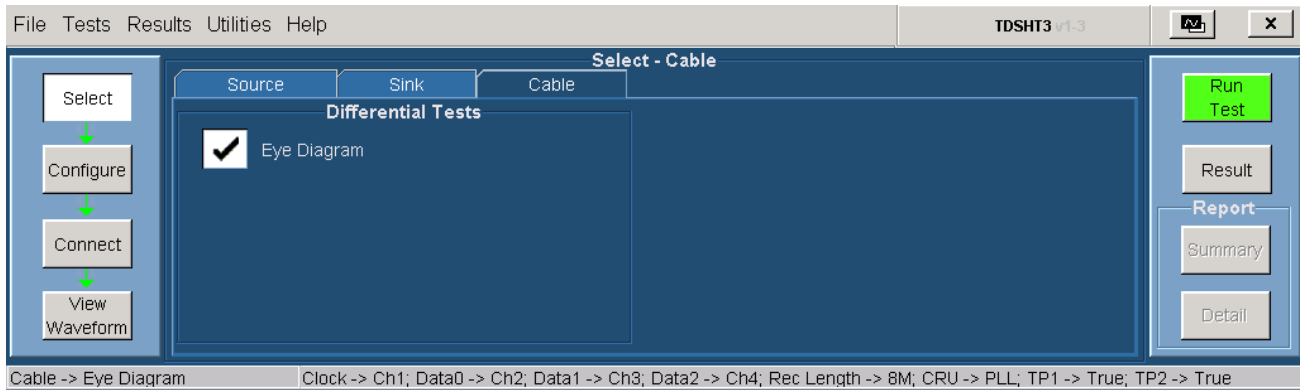 File Tests Results Utilities Help TDSHT3 v1-3 x
Select - Cable
Source Sink Cable
Differential Tests
Eye Diagram
Select
Configure
Connect
View
Waveform
Run
Test
Result
Report
Summary
Detail
Cable -> Eye Diagram Clock -> Ch1; Data0 -> Ch2; Data1 -> Ch3; Data2 -> Ch4; Rec Length -> 8M; CRU -> PLL; TP1 -> True; TP2 -> True